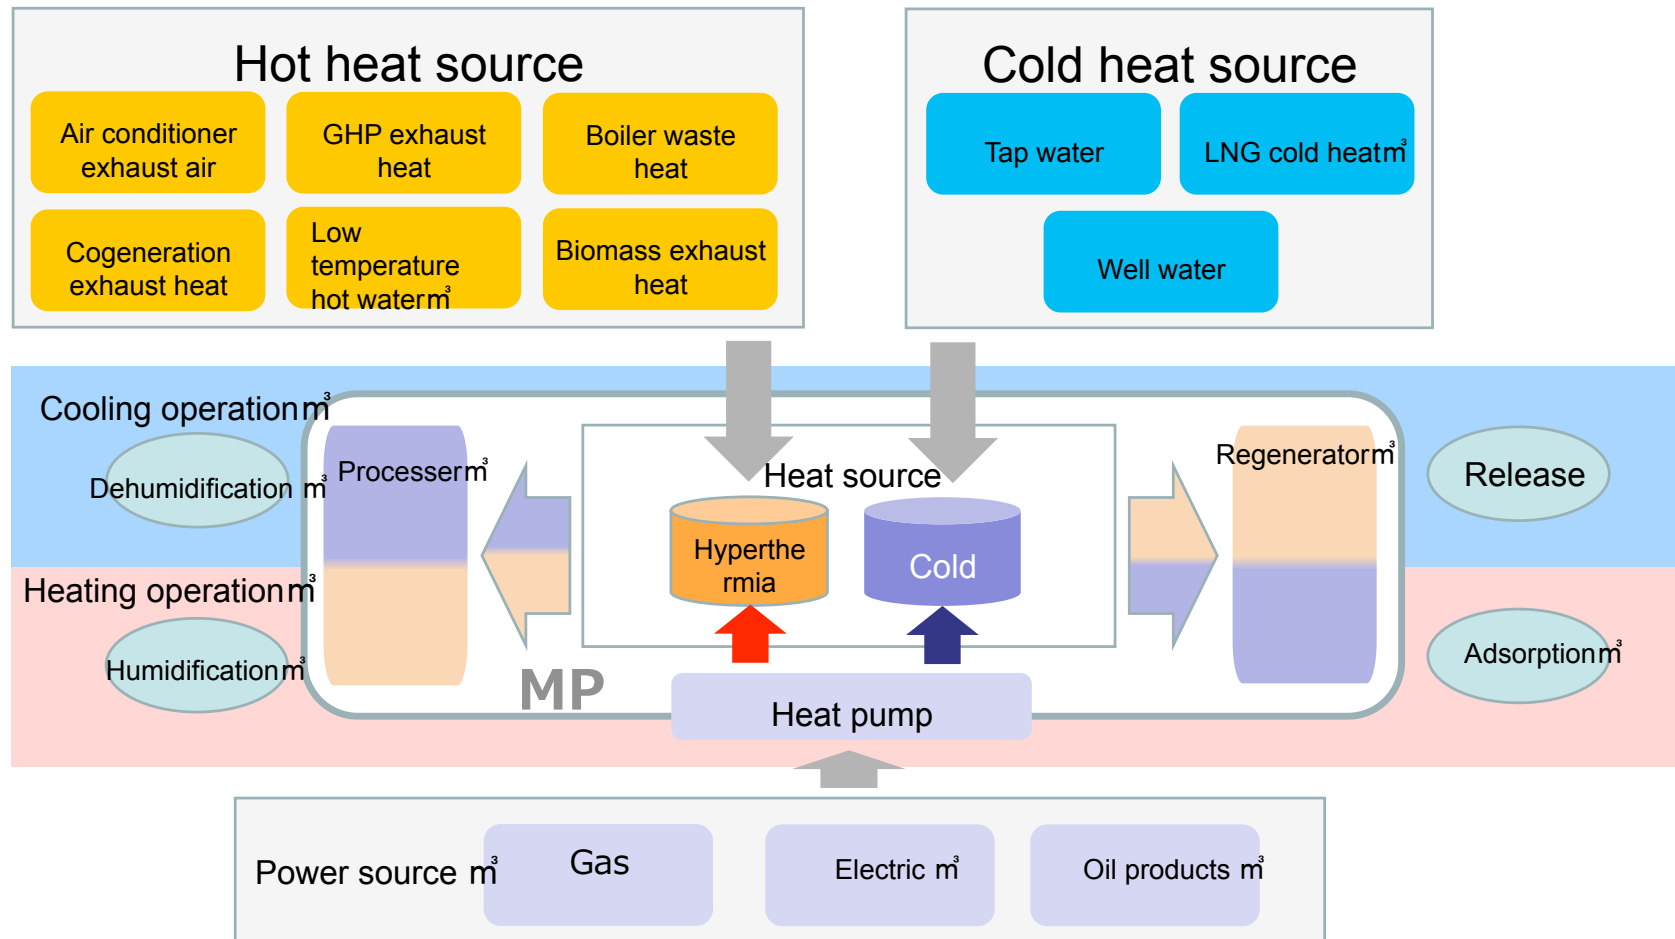 Hot heat source
Air conditioner
exhaust air
GHP exhaust
heat
Boiler waste
heat
Cogeneration
exhaust heat
Low
temperature
hot water㎥
Biomass exhaust
heat
Cold heat source
Tap water
LNG cold heat㎥
Well water
Cooling operation㎥
Dehumidification ㎥
Heating operation㎥
Humidification㎥
Processer㎥
Heat source
Hyperthe
rmia
Cold
Regenerator㎥
Release
Adsorption㎥
MP
Heat pump
Power source ㎥
Gas
Electric ㎥
Oil products ㎥